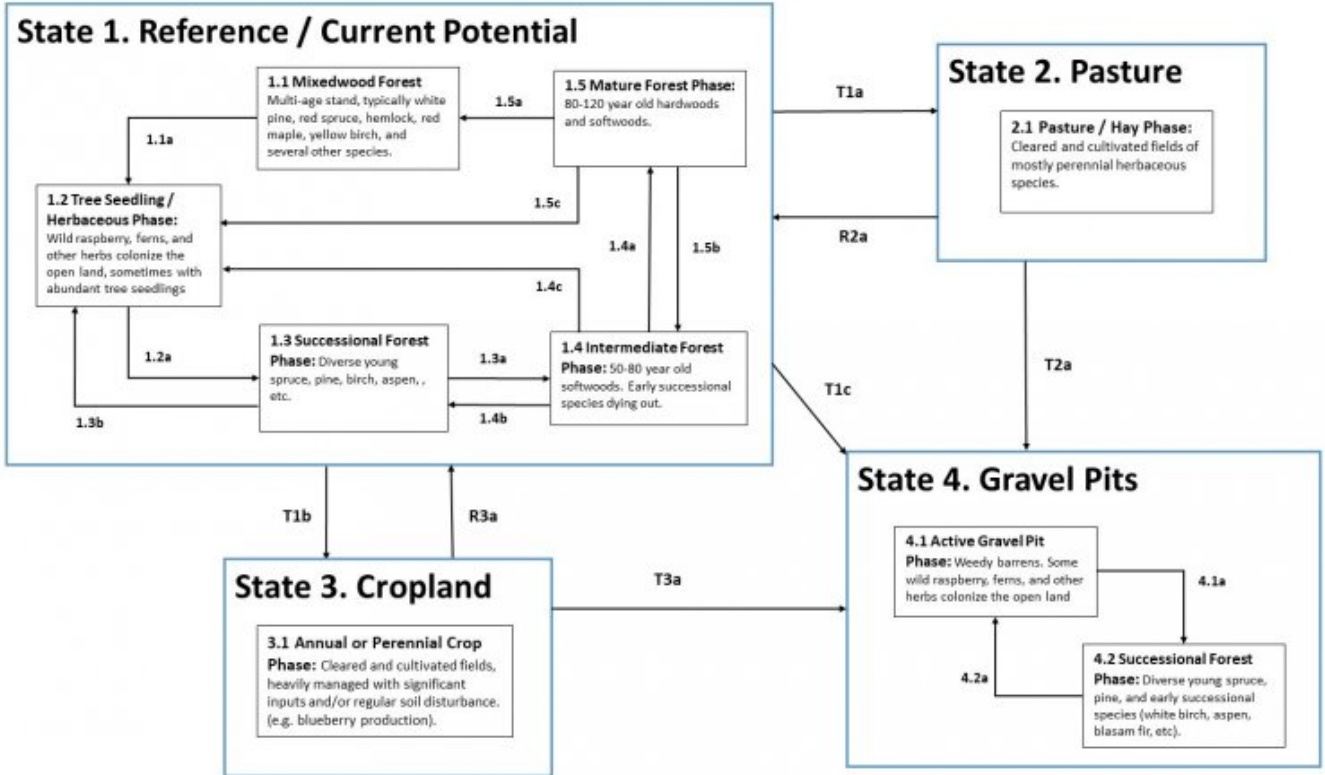 State 1. Reference / Current Potential
1.1 Mixedwood Forest
Multi-age stand, typically white
pine, red spruce, hemlock, red
maple, yellow birch, and
several other species.
1.5a
1.5 Mature Forest Phase:
80-120 year old hardwoods
and softwoods.
1.1a
1.2 Tree Seedling /
Herbaceous Phase:
Wild raspberry, ferns, and
other herbs colonize the
open land, sometimes with
abundant tree seedlings
1.5c
1.4a
1.5b
1.4c
1.2a
1.3 Successional Forest
Phase: Diverse young
spruce, pine, birch, aspen, ,
etc.
1.3a
1.4 Intermediate Forest
Phase: 50-80 year old
softwoods. Early successional
species dying out.
1.3b
1.4b
T1a
State 2. Pasture
2.1 Pasture / Hay Phase:
Cleared and cultivated fields of
mostly perennial herbaceous
species.
R2a
T2a
T1c
T1b
R3a
State 3. Cropland
3.1 Annual or Perennial Crop
Phase: Cleared and cultivated fields,
heavily managed with significant
inputs and/or regular soil disturbance.
(e.g. blueberry production).
T3a
State 4. Gravel Pits
4.1 Active Gravel Pit
Phase: Weedy barrens. Some
wild raspberry, ferns, and other
herbs colonize the open land
4.1a
4.2a
4.2 Successional Forest
Phase: Diverse young spruce,
pine, and early successional
species (white birch, aspen,
blasam fir, etc).